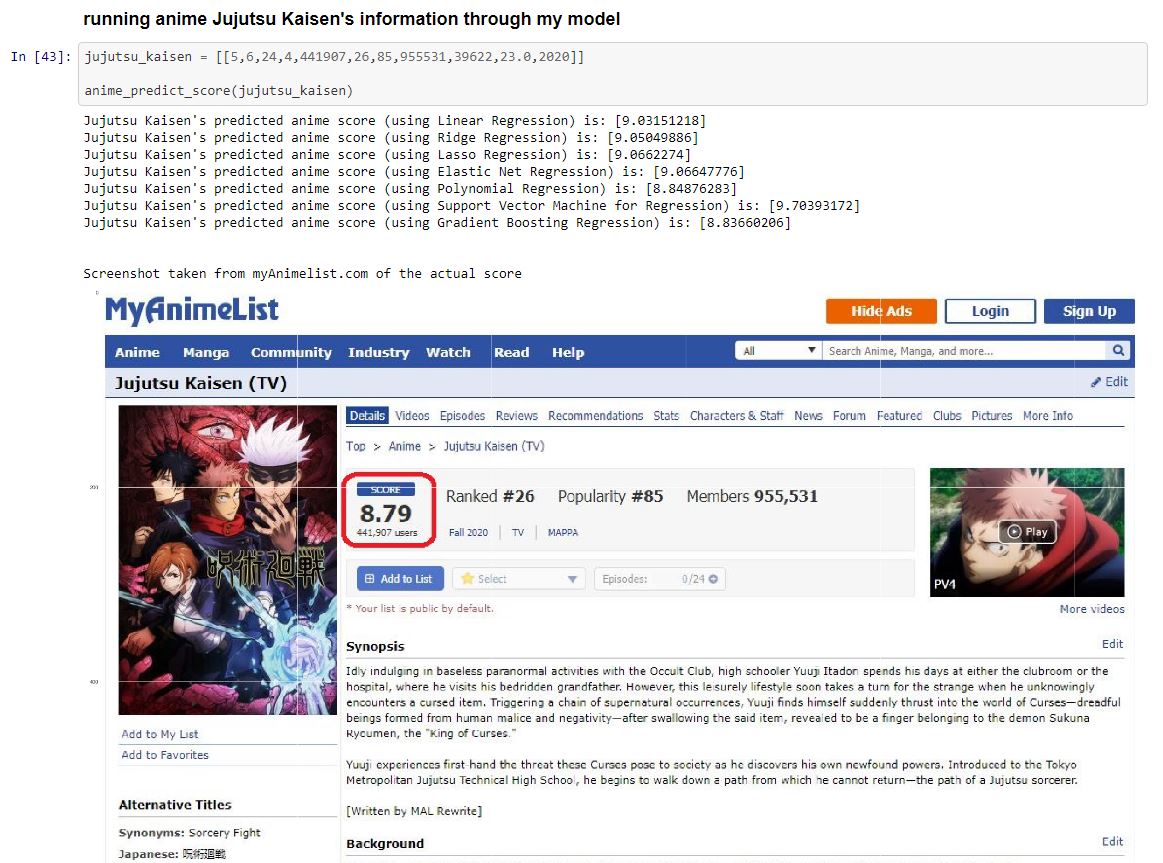 running anime Jujutsu Kaisen's information through my model
In [43]: jujutsu_kaisen = [[5,6,24,4,441907,26,85,955531,39622,23.0,2020]]
anime_predict_score(jujutsu_kaisen)
Jujutsu Kaisen's predicted anime score (using Linear Regression) is: [9.03151218]
Jujutsu Kaisen's predicted anime score (using Ridge Regression) is: [9.05049886]
Jujutsu Kaisen's predicted anime score (using Lasso Regression) is: [9.0662274]
Jujutsu Kaisen's predicted anime score (using Elastic Net Regression) is: [9.06647776]
Jujutsu Kaisen's predicted anime score (using Polynomial Regression) is: [8.84876283]
Jujutsu Kaisen's predicted anime score (using Support Vector Machine for Regression) is: [9.70393172]
Jujutsu Kaisen's predicted anime score (using Gradient Boosting Regression) is: [8.83660206]
Screenshot taken from myAnimelist.com of the actual score
0
MyAnimeList
Hide Ads Login Sign Up
Anime Manga Community Industry Watch Read Help All Search Anime, Manga, and more...
Jujutsu Kaisen (TV) Edit
Details Videos Episodes Reviews Recommendations Stats Characters & Staff News Forum Featured Clubs Pictures More Info
Top > Anime > Jujutsu Kaisen (TV)
SCORE
8.79
441,907 users
Ranked #26 Popularity #85 Members 955,531
Fall 2020 TV MAPPA
200
呪術廻戦
Play
PV4
Add to List Select Episodes: 0/24
* Your list is public by default.
More videos
Synopsis Edit
Idly indulging in baseless paranormal activities with the Occult Club, high schooler Yuuji Itadori spends his days at either the clubroom or the
hospital, where he visits his bedridden grandfather. However, this leisurely lifestyle soon takes a turn for the strange when he unknowingly
encounters a cursed item. Triggering a chain of supernatural occurrences, Yuuji finds himself suddenly thrust into the world of Curses—dreadful
beings formed from human malice and negativity—after swallowing the said item, revealed to be a finger belonging to the demon Sukuna
Ryoumen, the "King of Curses."
400
Yuuji experiences first-hand the threat these Curses pose to society as he discovers his own newfound powers. Introduced to the Tokyo
Metropolitan Jujutsu Technical High School, he begins to walk down a path from which he cannot return—the path of a Jujutsu sorcerer.
[Written by MAL Rewrite]
Background Edit
Add to My List
Add to Favorites
Alternative Titles
Synonyms: Sorcery Fight
Japanese: 呪術廻戦